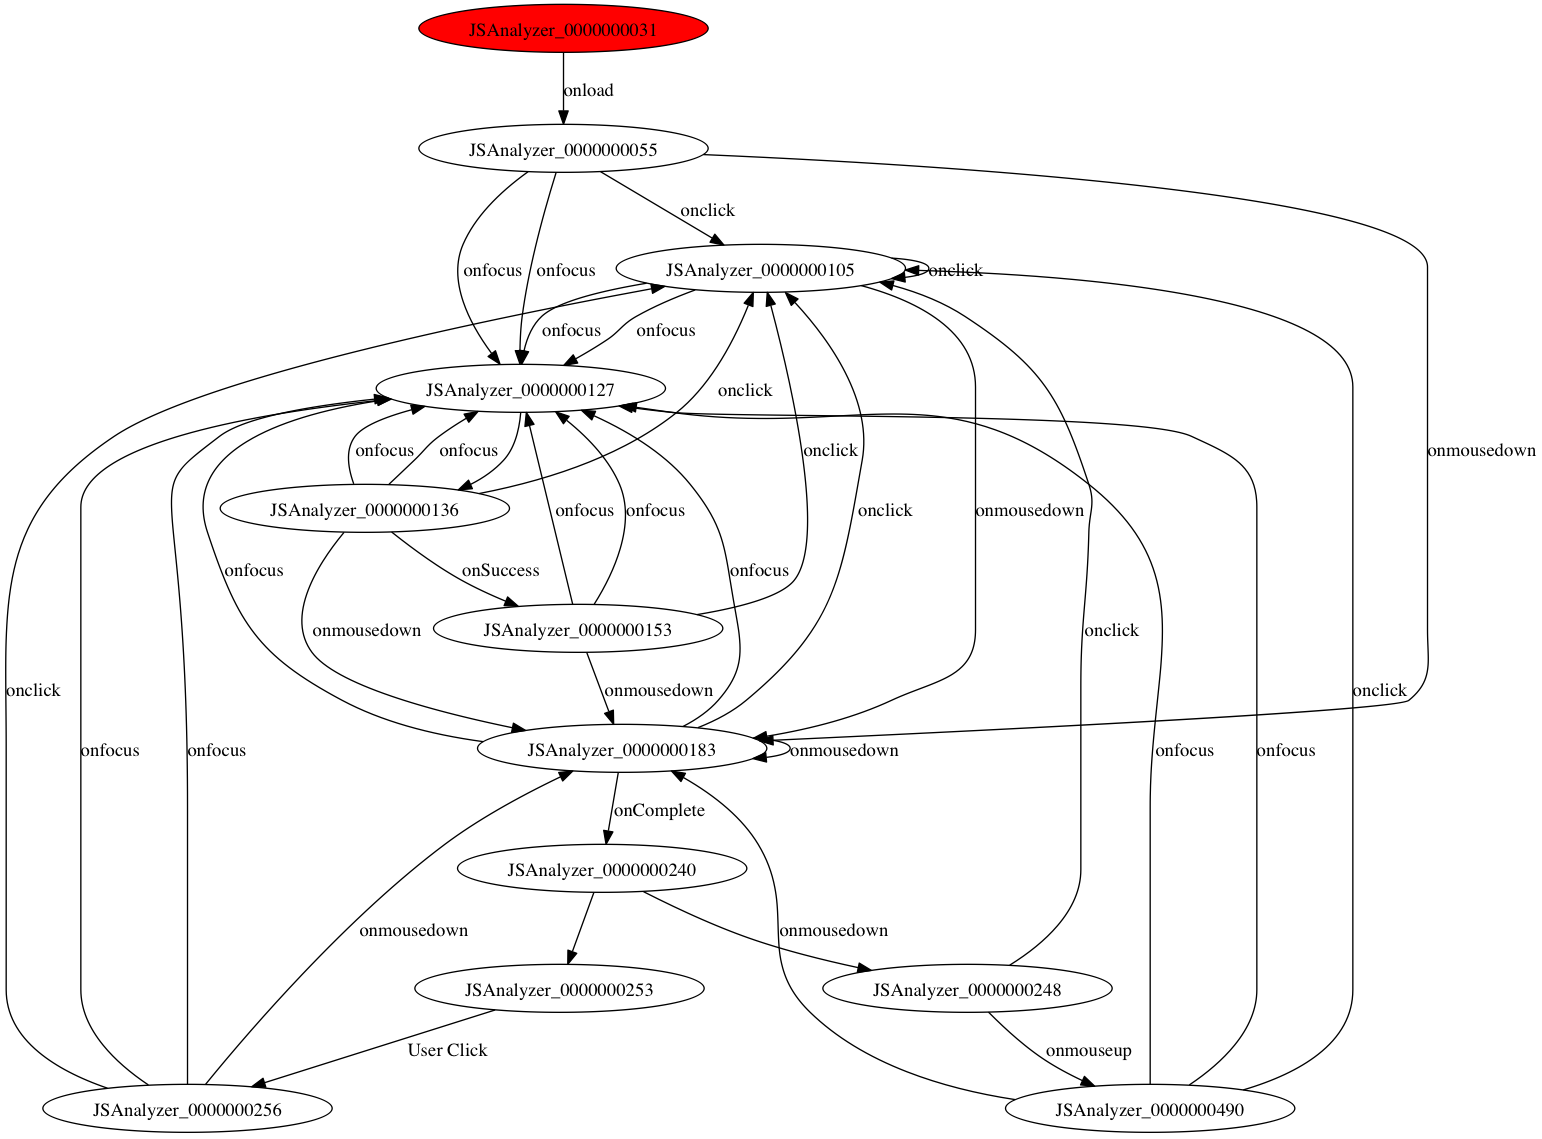 JSAnalyzer_0000000031
onload
JSAnalyzer_0000000055
onclick
onfocus
onfocus
JSAnalyzer_0000000105
onclick
onfocus
onfocus
JSAnalyzer_0000000127
onclick
onfocus
onfocus
onclick
onmousedown
JSAnalyzer_0000000136
onfocus
onfocus
onclick
onmousedown
onfocus
onSuccess
onfocus
onmousedown
JSAnalyzer_0000000153
onclick
onclick
onmousedown
onclick
onfocus
onfocus
JSAnalyzer_0000000183
onmousedown
onfocus
onfocus
onComplete
JSAnalyzer_0000000240
onmousedown
onmousedown
JSAnalyzer_0000000253
JSAnalyzer_0000000248
User Click
onmouseup
JSAnalyzer_0000000256
JSAnalyzer_0000000490